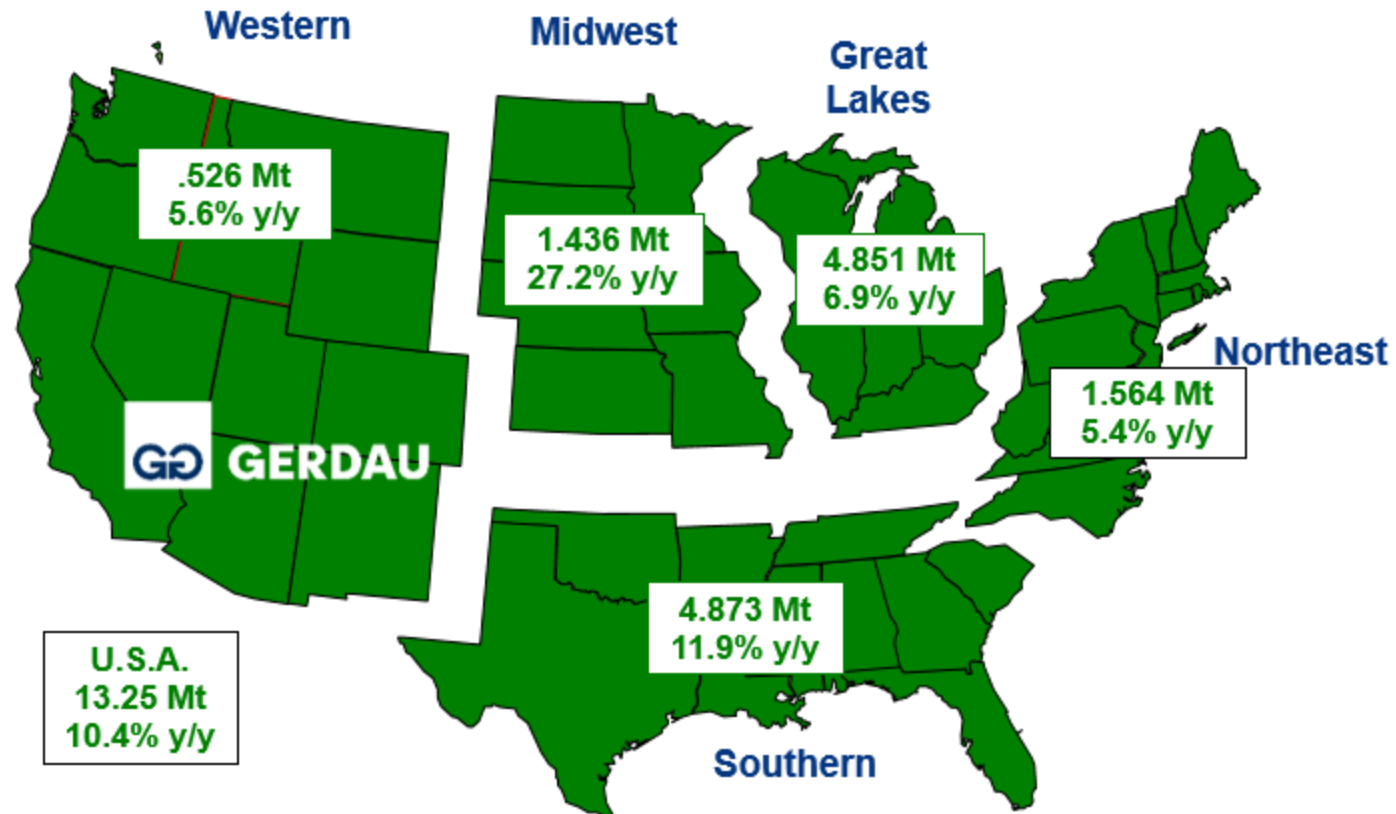 Western
Midwest
Great
Lakes
.526 Mt
5.6% y/y
1.436 Mt
27.2% y/y
4.851 Mt
6.9% y/y
Northeast
1.564 Mt
5.4% y/y
GERDAU
4.873 Mt
11.9% y/y
U.S.A.
13.25 Mt
10.4% y/y
Southern